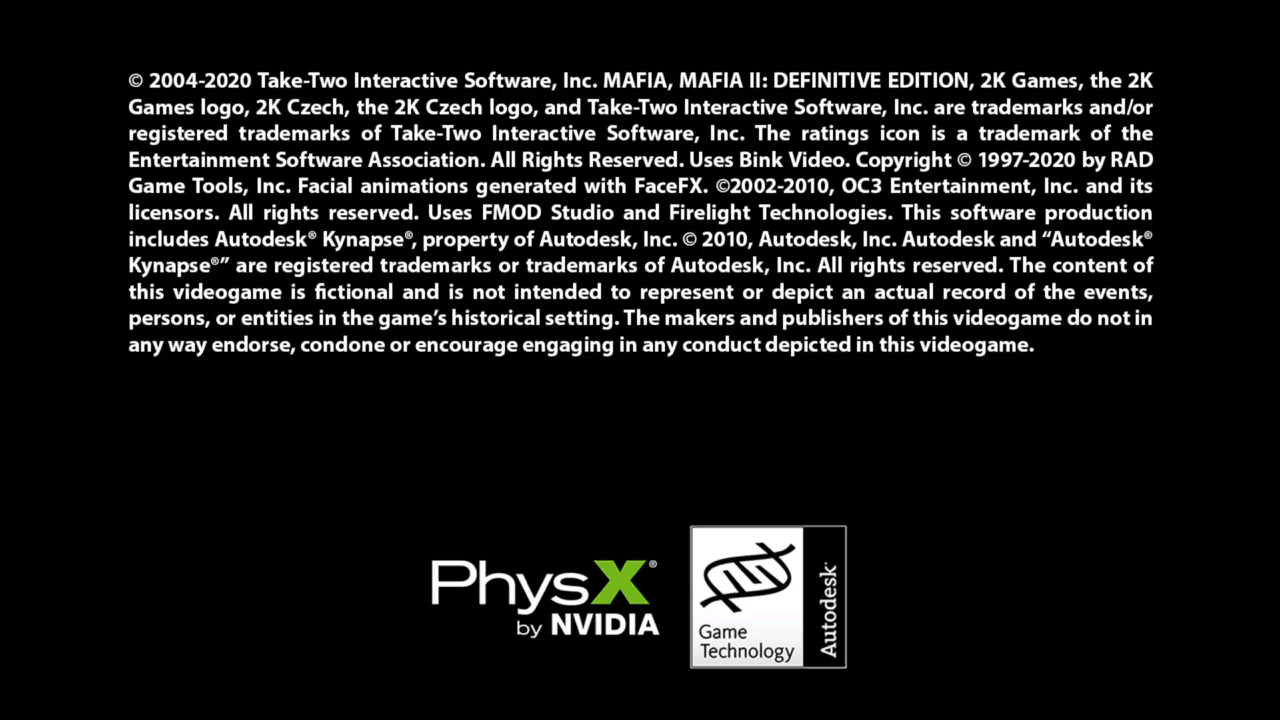 © 2004-2020 Take-Two Interactive Software, Inc. MAFIA, MAFIA II: DEFINITIVE EDITION, 2K Games, the 2K
Games logo, 2K Czech, the 2K Czech logo, and Take-Two Interactive Software, Inc. are trademarks and/or
registered trademarks of Take-Two Interactive Software, Inc. The ratings icon is a trademark of the
Entertainment Software Association. All Rights Reserved. Uses Bink Video. Copyright © 1997-2020 by RAD
Game Tools, Inc. Facial animations generated with FaceFX. ©2002-2010, OC3 Entertainment, Inc. and its
licensors. All rights reserved. Uses FMOD Studio and Firelight Technologies. This software production
includes Autodesk® Kynapse®, property of Autodesk, Inc. © 2010, Autodesk, Inc. Autodesk and “Autodesk®
Kynapse®” are registered trademarks or trademarks of Autodesk, Inc. All rights reserved. The content of
this videogame is fictional and is not intended to represent or depict an actual record of the events,
persons, or entities in the game’s historical setting. The makers and publishers of this videogame do not in
any way endorse, condone or encourage engaging in any conduct depicted in this videogame.
PhysX®
by NVIDIA
Game
Technology
Autodesk®